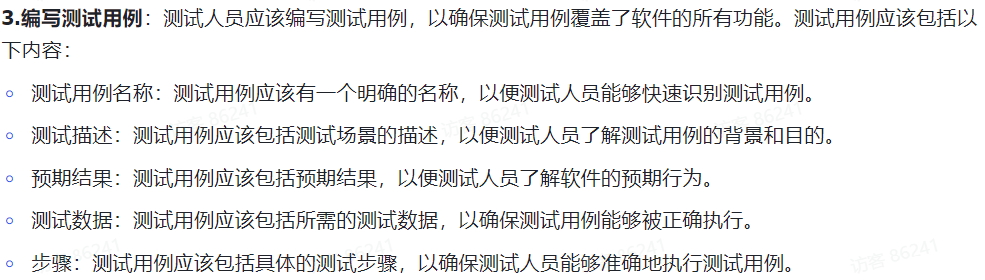 3.编写测试用例：测试人员应该编写测试用例，以确保测试用例覆盖了软件的所有功能。测试用例应该包括以
下内容：
测试用例名称：测试用例应该有一个明确的名称，以便测试人员能够快速识别测试用例。
测试描述：测试用例应该包括测试场景的描述，以便测试人员了解测试用例的背景和目的。
预期结果：测试用例应该包括预期结果，以便测试人员了解软件的预期行为。
测试数据：测试用例应该包括所需的测试数据，以确保测试用例能够被正确执行。
步骤：测试用例应该包括具体的测试步骤，以确保测试人员能够准确地执行测试用例。
访客 86241